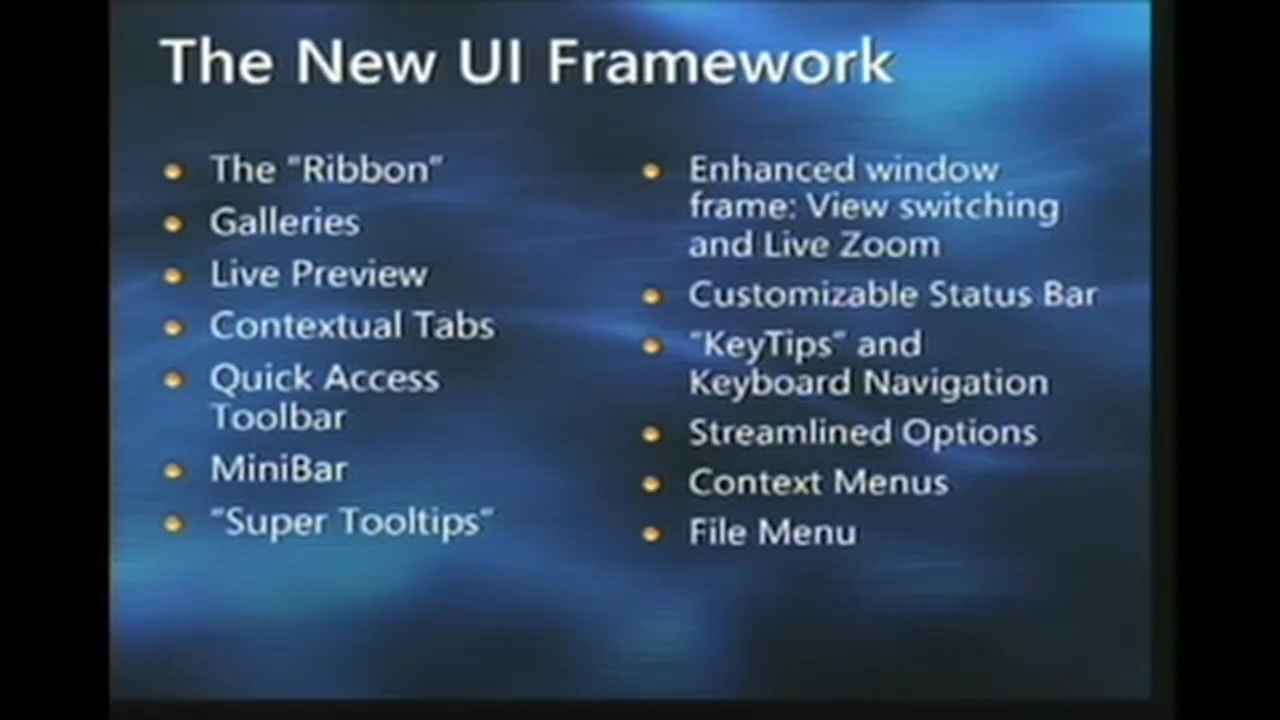 The New UI Framework
The "Ribbon"
Galleries
Live Preview
Contextual Tabs
Quick Access
Toolbar
MiniBar
"Super Tooltips"
Enhanced window
frame: View switching
and Live Zoom
Customizable Status Bar
"KeyTips" and
Keyboard Navigation
Streamlined Options
Context Menus
File Menu